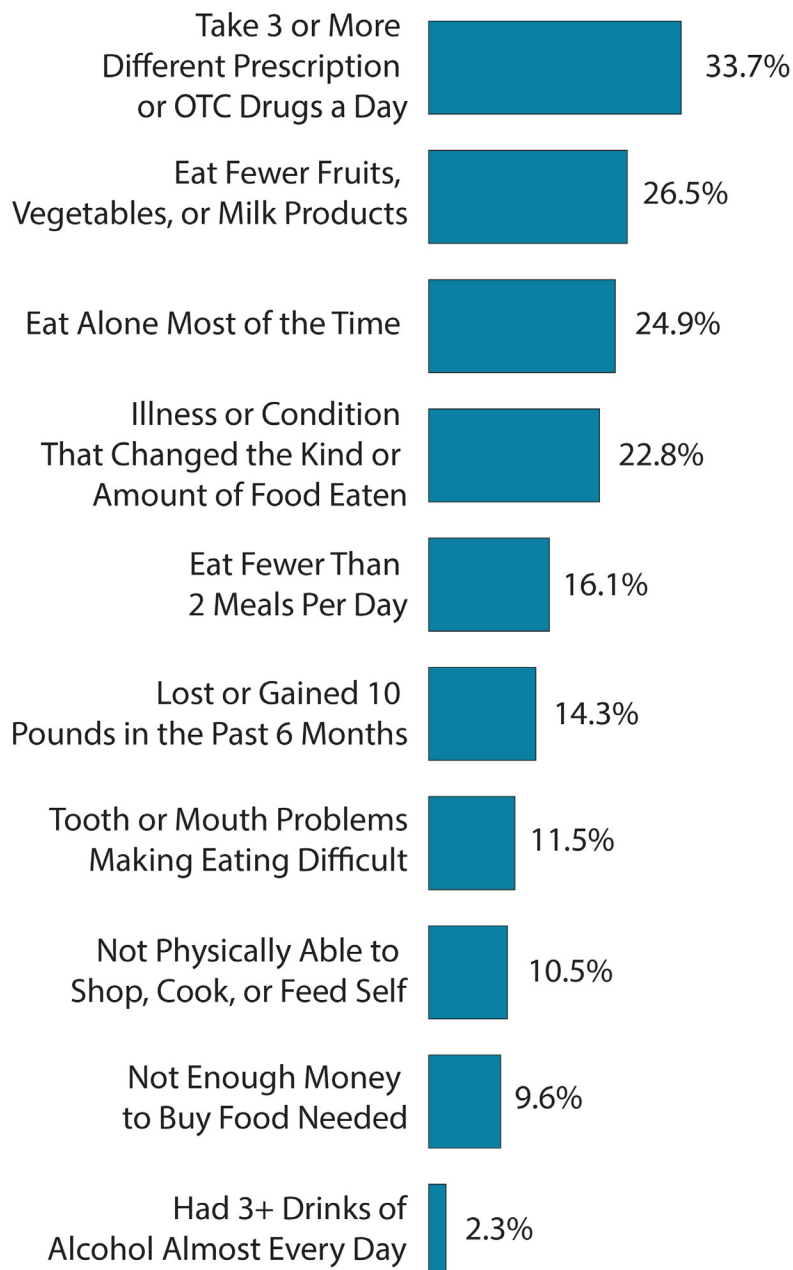 Take 3 or More
Different Prescription
or OTC Drugs a Day
33.7%
Eat Fewer Fruits,
Vegetables, or Milk Products
26.5%
Eat Alone Most of the Time
24.9%
Illness or Condition
That Changed the Kind or
Amount of Food Eaten
22.8%
Eat Fewer Than
2 Meals Per Day
16.1%
Lost or Gained 10
Pounds in the Past 6 Months
14.3%
Tooth or Mouth Problems
Making Eating Difficult
11.5%
Not Physically Able to
Shop, Cook, or Feed Self
10.5%
Not Enough Money
to Buy Food Needed
9.6%
Had 3+ Drinks of
Alcohol Almost Every Day
2.3%